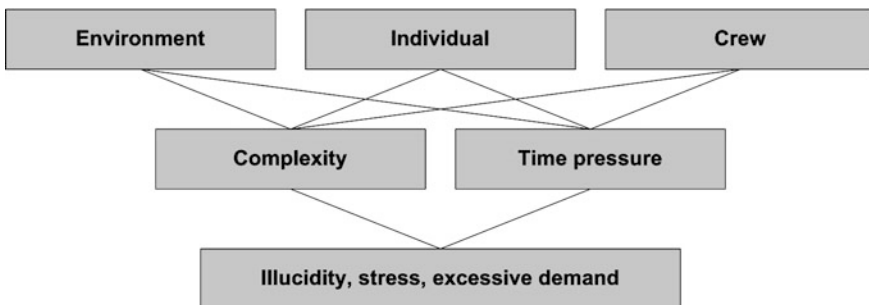 Environment
Individual
Crew
Complexity
Time pressure
Illucidity, stress, excessive demand